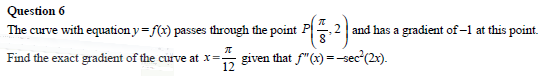 Question 6
The curve with equation y = f(x) passes through the point P(π/8, 2) and has a gradient of −1 at this point.
Find the exact gradient of the curve at x = π/12 given that f″(x) = −sec²(2x).